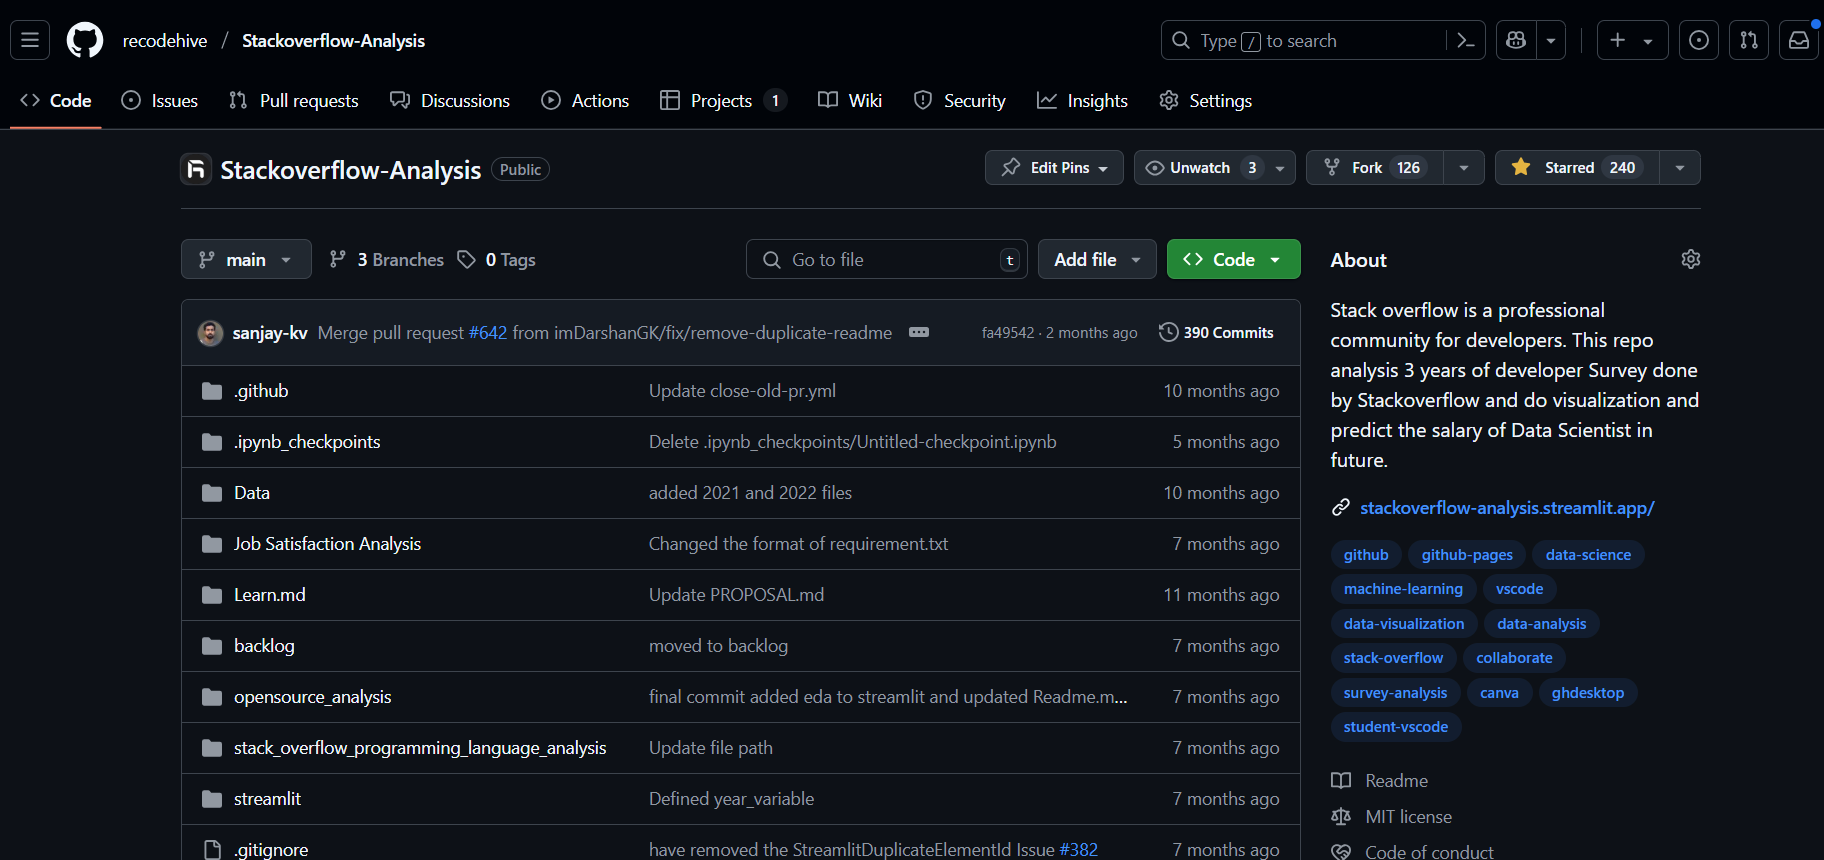 recodehive / Stackoverflow-Analysis
Type / to search
Code Issues Pull requests Discussions Actions Projects 1 Wiki Security Insights Settings
Stackoverflow-Analysis Public
Edit Pins Unwatch 3 Fork 126 Starred 240
main 3 Branches 0 Tags
Go to file t
Add file
Code
sanjay-kv Merge pull request #642 from imDarshanGK/fix/remove-duplicate-readme fa49542 · 2 months ago 390 Commits
.github Update close-old-pr.yml 10 months ago
.ipynb_checkpoints Delete .ipynb_checkpoints/Untitled-checkpoint.ipynb 5 months ago
Data added 2021 and 2022 files 10 months ago
Job Satisfaction Analysis Changed the format of requirement.txt 7 months ago
Learn.md Update PROPOSAL.md 11 months ago
backlog moved to backlog 7 months ago
opensource_analysis final commit added eda to streamlit and updated Readme.m... 7 months ago
stack_overflow_programming_language_analysis Update file path 7 months ago
streamlit Defined year_variable 7 months ago
.gitignore have removed the StreamlitDuplicateElementId Issue #382 7 months ago
About
Stack overflow is a professional
community for developers. This repo
analysis 3 years of developer Survey done
by Stackoverflow and do visualization and
predict the salary of Data Scientist in
future.
stackoverflow-analysis.streamlit.app/
github github-pages data-science
machine-learning vscode
data-visualization data-analysis
stack-overflow collaborate
survey-analysis canva ghdesktop
student-vscode
Readme
MIT license
Code of conduct